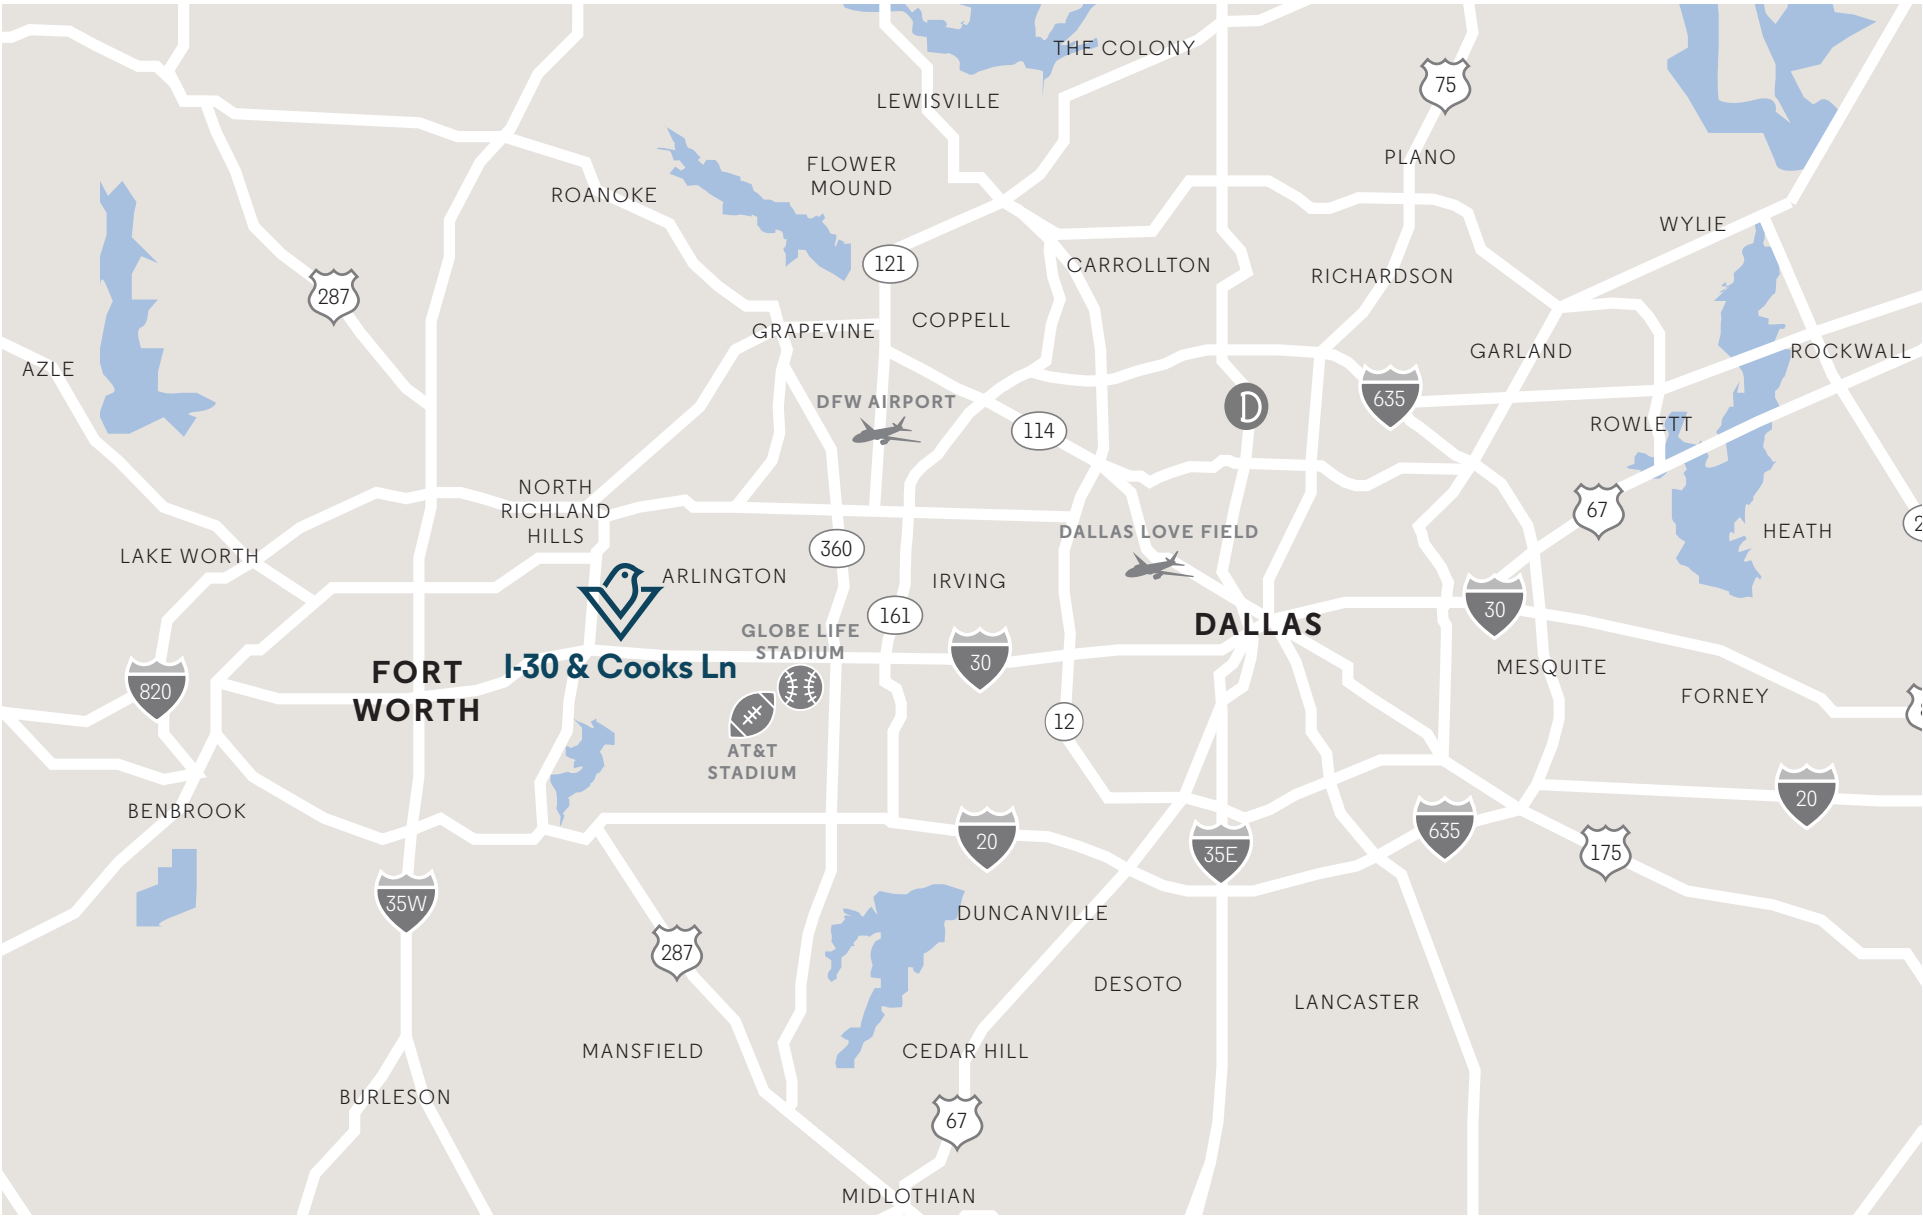 THE COLONY
75
LEWISVILLE
PLANO
FLOWER
MOUND
ROANOKE
WYLIE
121
CARROLLTON
RICHARDSON
287
COPPELL
GRAPEVINE
GARLAND
ROCKWALL
AZLE
635
DFW AIRPORT
D
114
ROWLETT
NORTH
RICHLAND
HILLS
67
2
HEATH
DALLAS LOVE FIELD
360
LAKE WORTH
ARLINGTON
IRVING
161
30
DALLAS
GLOBE LIFE
STADIUM
30
I-30 & Cooks Ln
MESQUITE
FORT
WORTH
820
FORNEY
8
12
AT&T
STADIUM
20
BENBROOK
20
635
35E
175
35W
DUNCANVILLE
287
DESOTO
LANCASTER
MANSFIELD
CEDAR HILL
BURLESON
67
MIDLOTHIAN